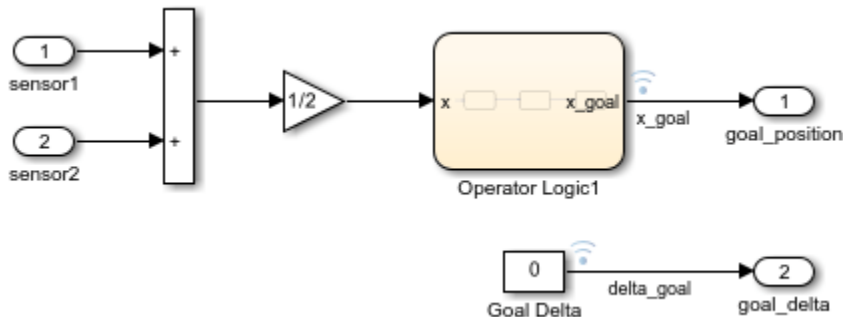 1
+
sensor1
1/2
x
x_goal
x_goal
1
goal_position
2
+
sensor2
Operator Logic1
0
delta_goal
2
Goal Delta
goal_delta